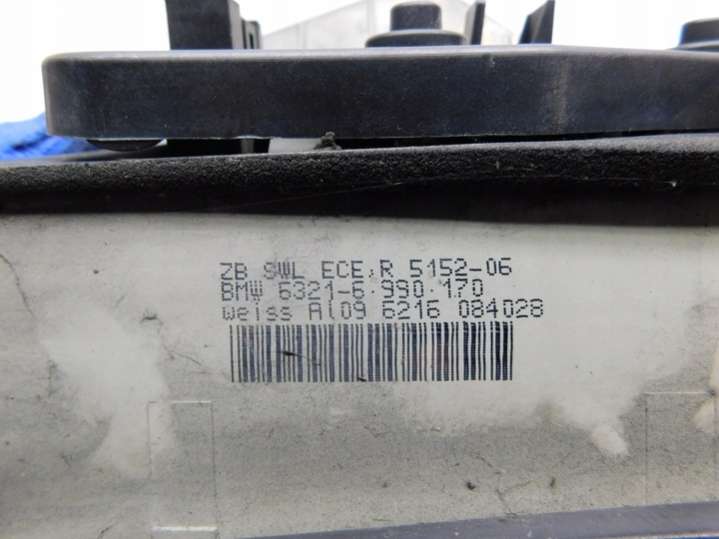 ZB SWL ECE,R 5152-06
BMW 6321-6.990.170
weiss Al09 6216 084028